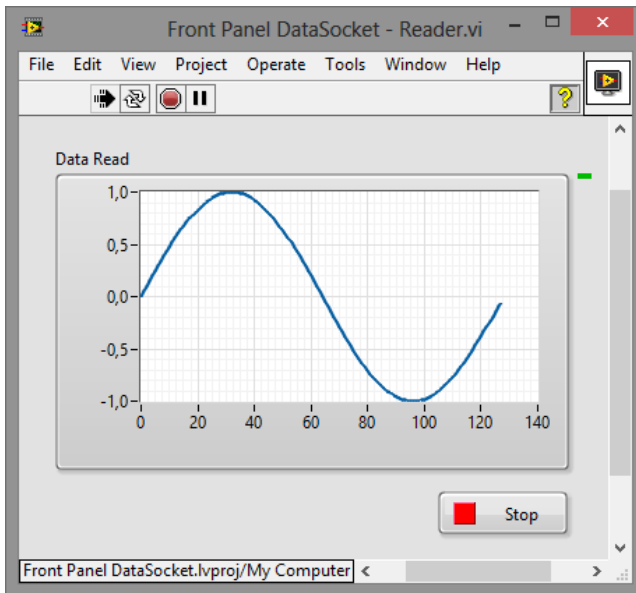 Front Panel DataSocket - Reader.vi
File Edit View Project Operate Tools Window Help
?
Data Read
1,0
0,5
0,0
-0,5
-1,0
0 20 40 60 80 100 120 140
Stop
Front Panel DataSocket.lvproj/My Computer